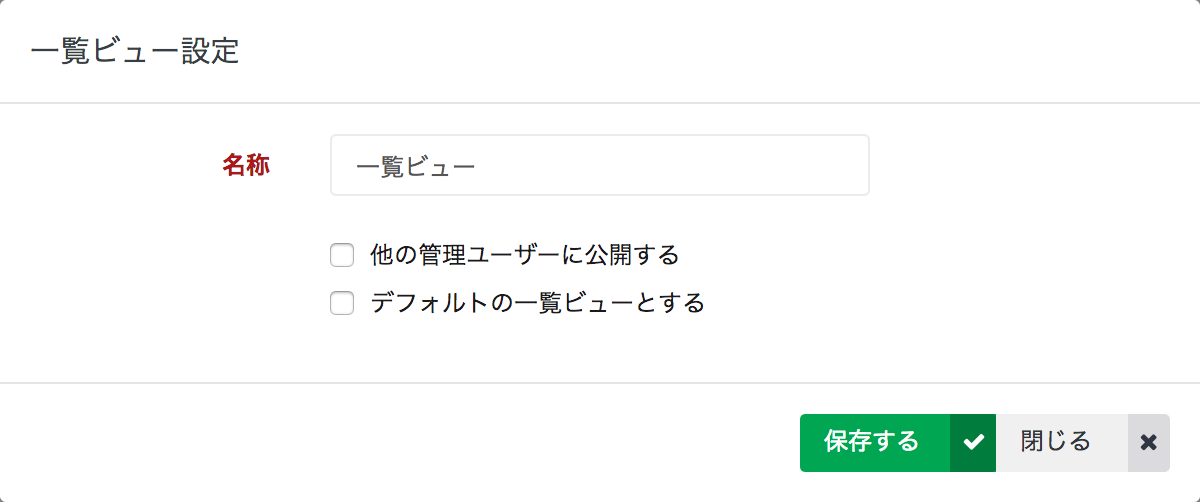 一覧ビュー設定
名称
一覧ビュー
他の管理ユーザーに公開する
デフォルトの一覧ビューとする
保存する
閉じる